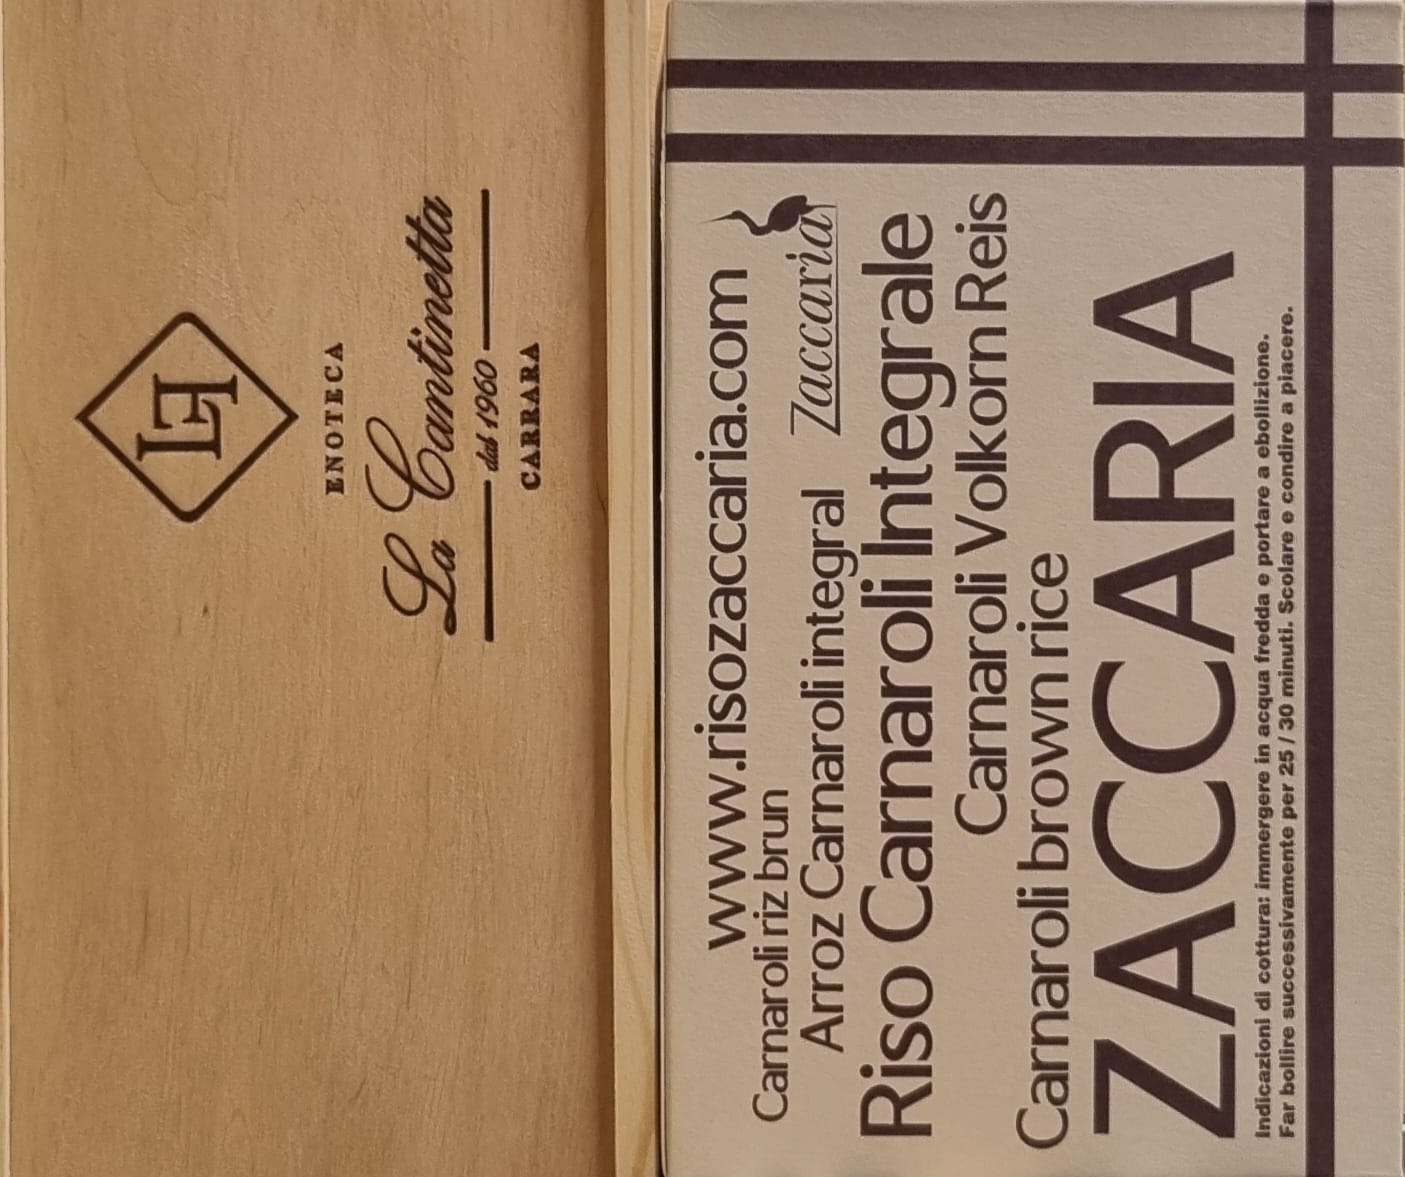 LE
ENOTECA
La Cantinetta
dal 1960
CARRARA
www.risozaccaria.com
Carnaroli riz brun
Zaccaria
Arroz Carnaroli integral
Riso Carnaroli Integrale
Carnaroli Volkorn Reis
Carnaroli brown rice
ZACCARIA
Indicazioni di cottura: immergere in acqua fredda e portare a ebollizione.
Far bollire successivamente per 25 / 30 minuti. Scolare e condire a piacere.